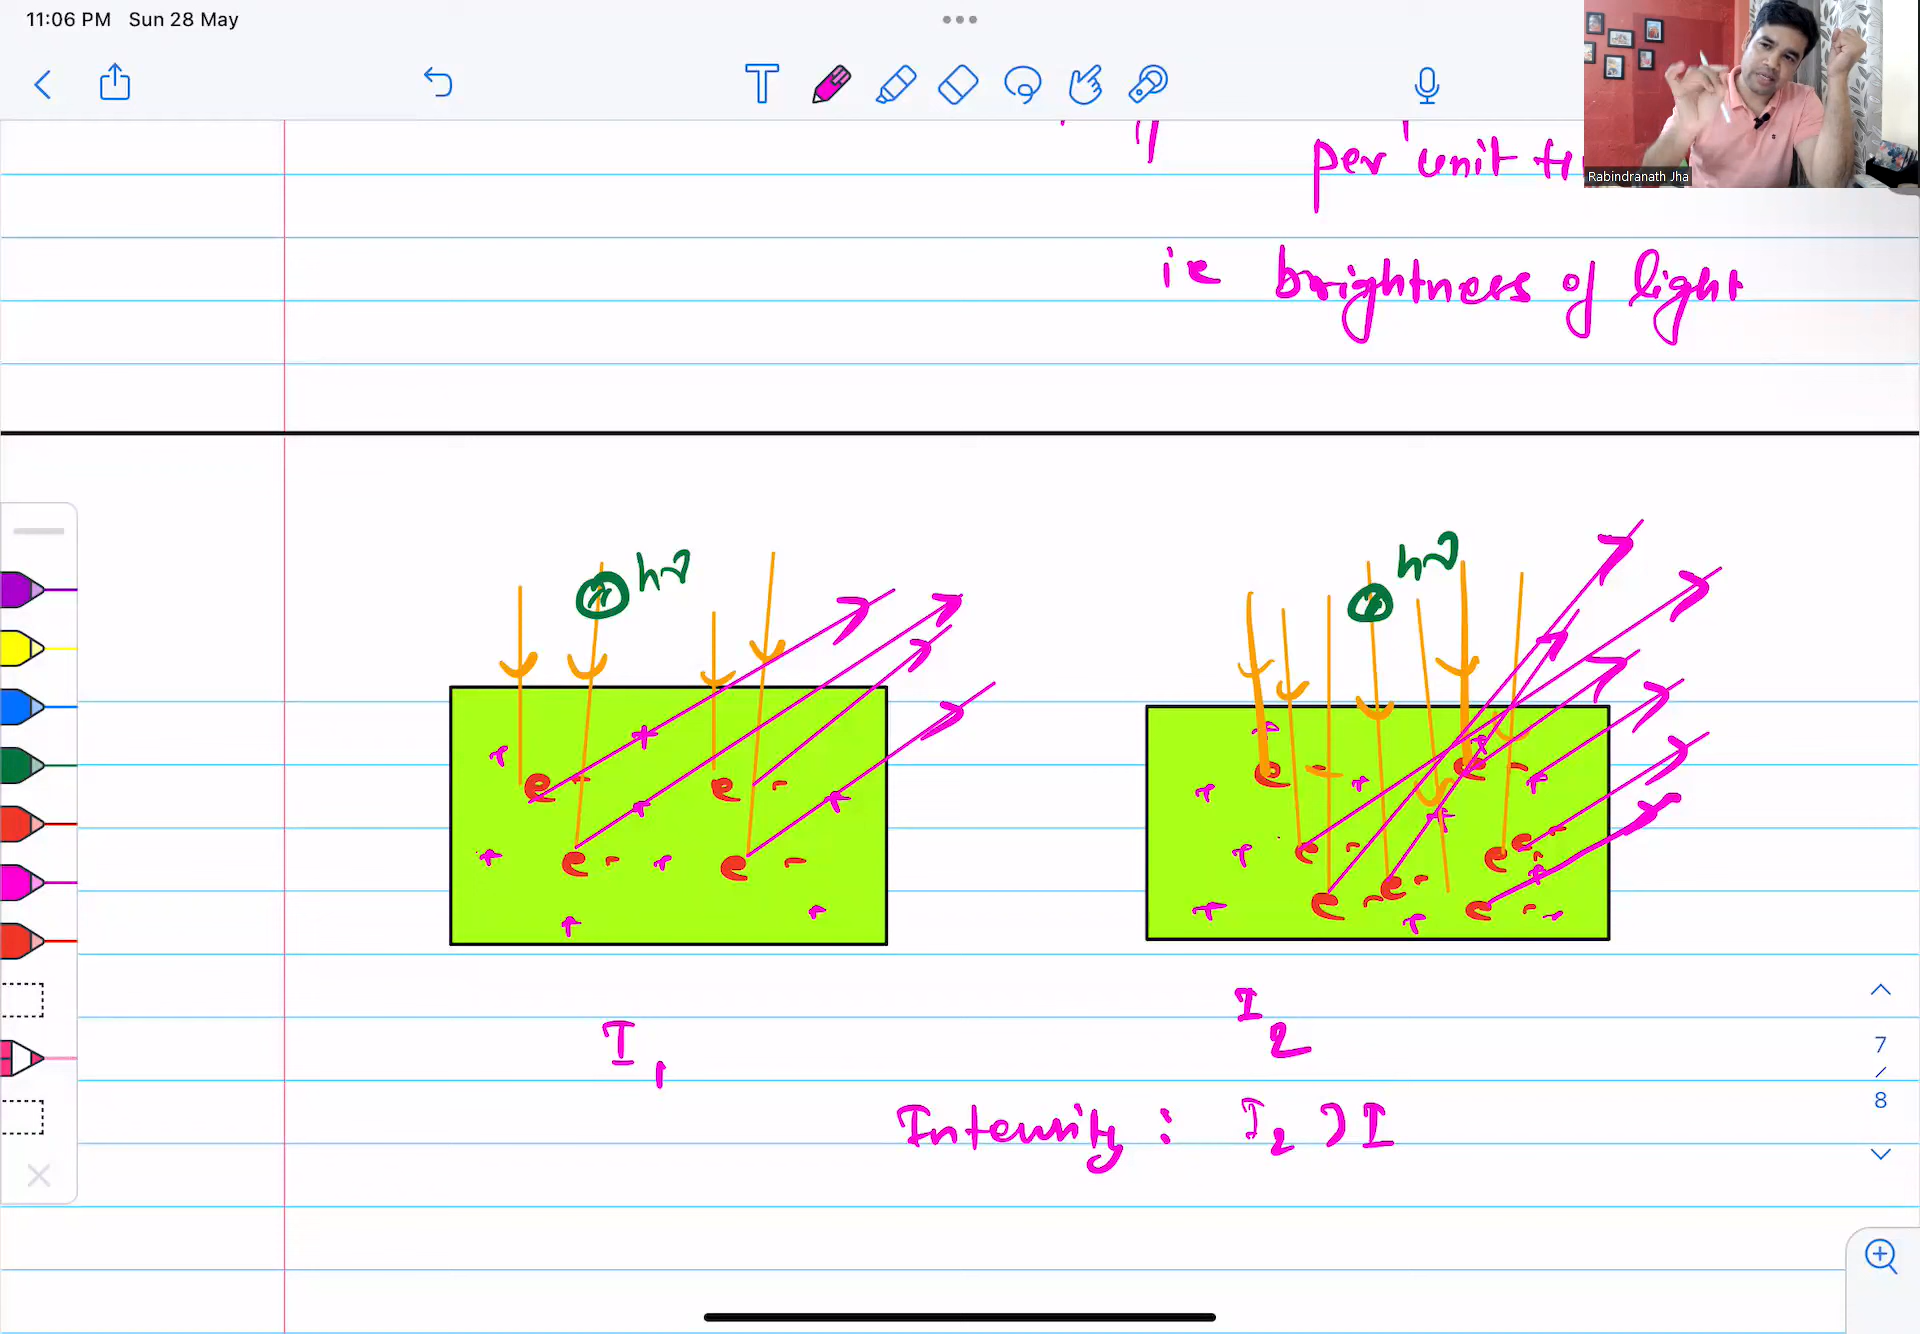 11:06 PM Sun 28 May
T
per unit
Rabindranath Jha
ie brightness of light
hν hν
+ + + +
e - e - e - e -
+ + + + +
e - e - e - e - e - e - e -
I1 I2
7
/
8
Intensity : I2 > I